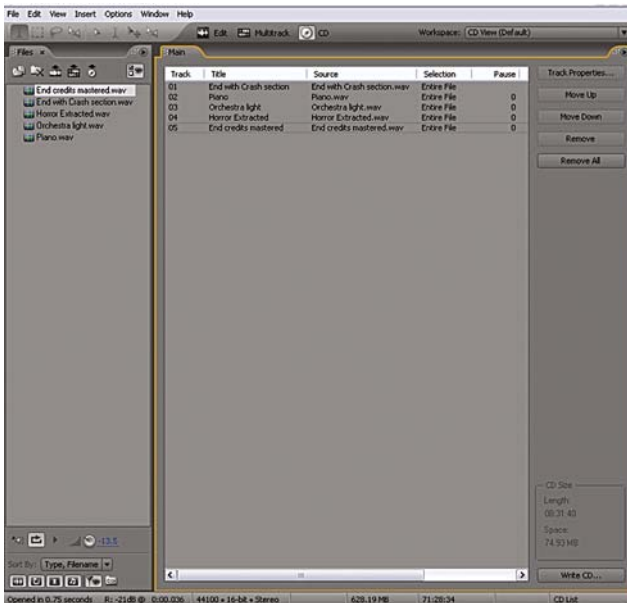 File Edit View Insert Options Window Help
Edit Multitrack CD Workspace: CD View (Default)
Files x
End credits mastered.wav
End with Crash section.wav
Horror Extracted.wav
Orchestra light.wav
Piano.wav
Main
Track Title Source Selection Pause
01 End with Crash section End with Crash section.wav Entire File
02 Piano Piano.wav Entire File 0
03 Orchestra light Orchestra light.wav Entire File 0
04 Horror Extracted Horror Extracted.wav Entire File 0
05 End credits mastered End credits mastered.wav Entire File 0
Track Properties...
Move Up
Move Down
Remove
Remove All
CD Size
Length:
08:31:40
Space:
74.93 MB
-13.5
Sort By: Type, Filename
Write CD...
Opened in 0.75 seconds R: -21dB @ 0:00.036 44100 • 16-bit • Stereo 628.19 MB 71:28:34 CD List